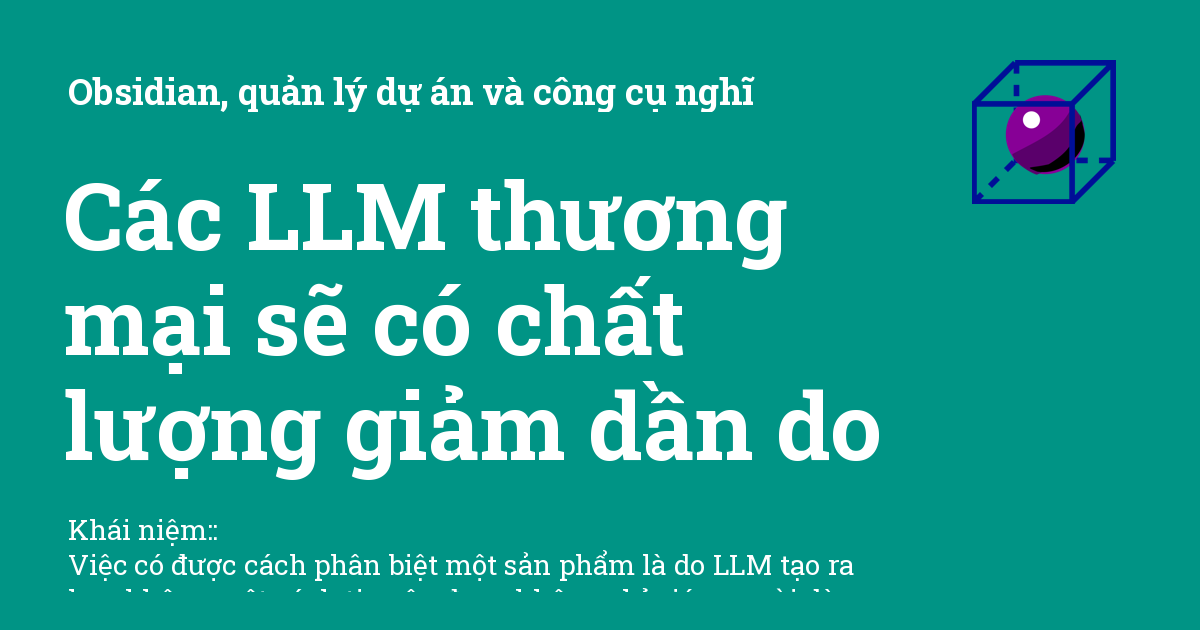 Obsidian, quản lý dự án và công cụ nghĩ
Các LLM thương
mại sẽ có chất
lượng giảm dần do
Khái niệm::
Việc có được cách phân biệt một sản phẩm là do LLM tạo ra